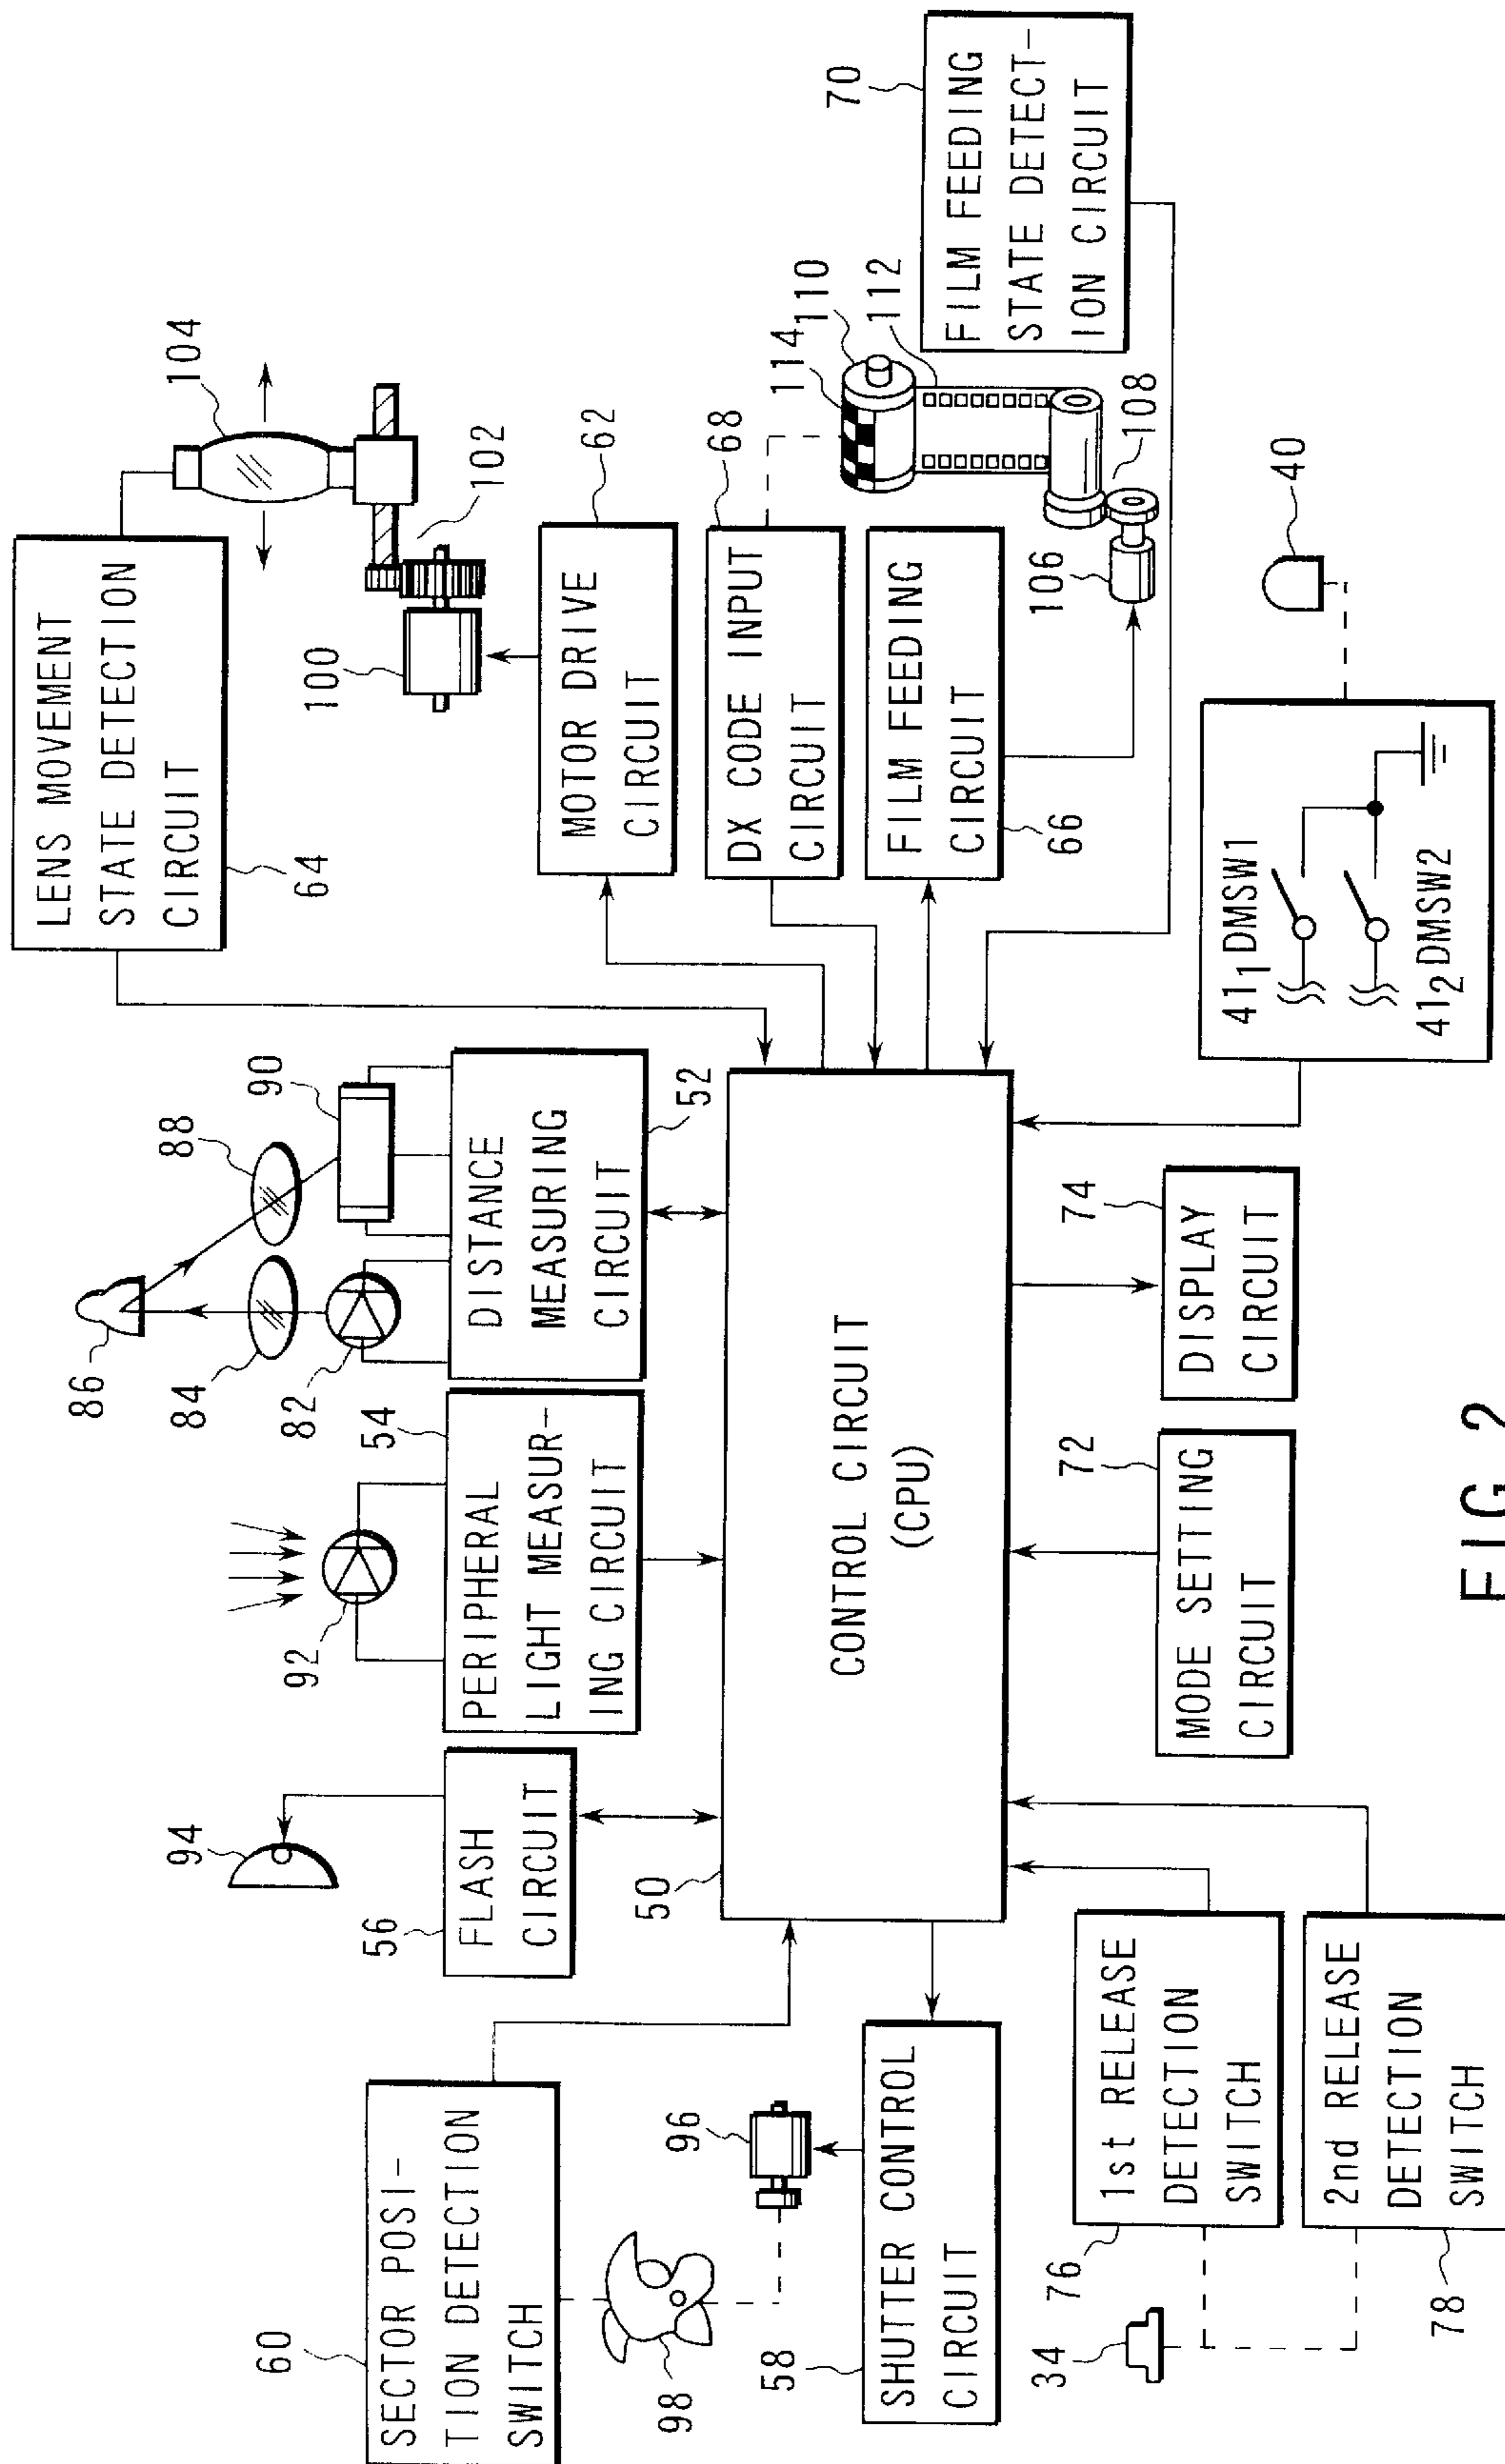 60
SECTOR POSI-
TION DETECTION
SWITCH
98
96
58
SHUTTER CONTROL
CIRCUIT
34
76
1st RELEASE
DETECTION
SWITCH
78
2nd RELEASE
DETECTION
SWITCH
94
56
FLASH
CIRCUIT
50
92
54
PERIPHERAL
LIGHT MEASUR-
ING CIRCUIT
86
84
82
88
90
DISTANCE
MEASURING
CIRCUIT
52
CONTROL CIRCUIT
(CPU)
72
MODE SETTING
CIRCUIT
74
DISPLAY
CIRCUIT
LENS MOVEMENT
STATE DETECTION
CIRCUIT
64
104
100
102
MOTOR DRIVE
CIRCUIT
62
DX CODE INPUT
CIRCUIT
68
FILM FEEDING
CIRCUIT
66
114
110
112
106
108
70
FILM FEEDING
STATE DETECT-
ION CIRCUIT
40
41₁DMSW1
41₂DMSW2
FIG. 2